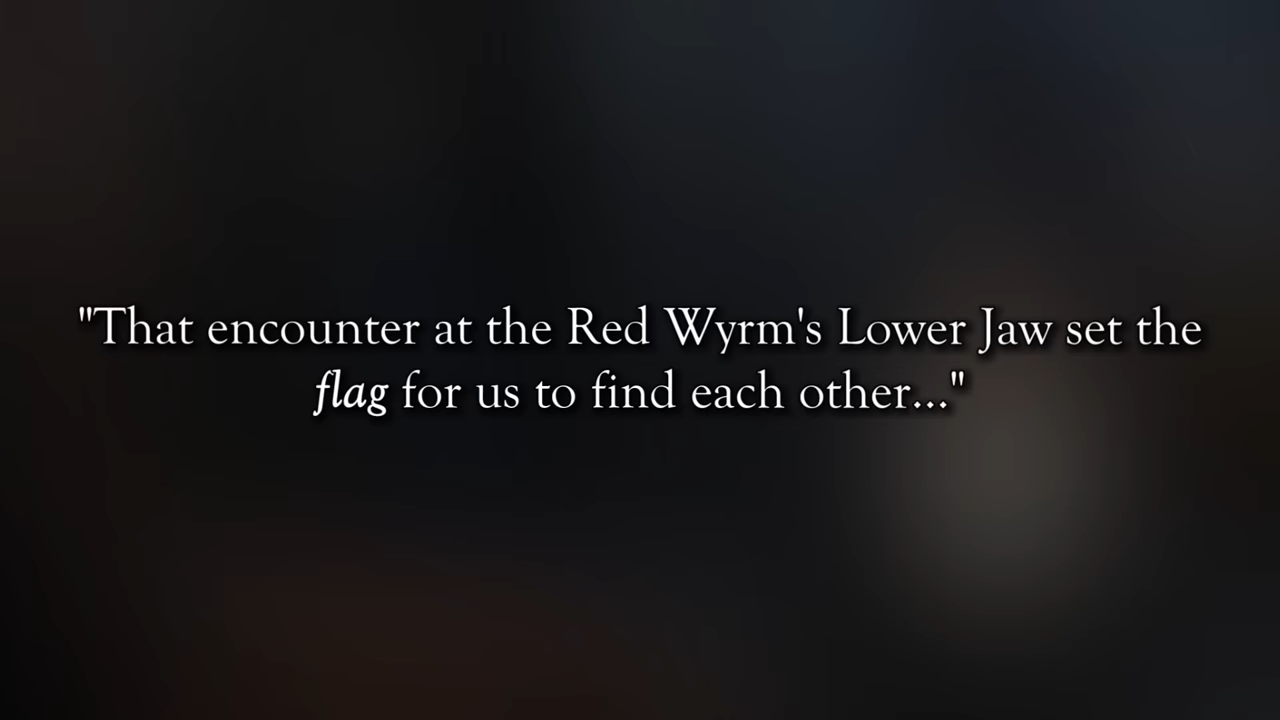 "That encounter at the Red Wyrm's Lower Jaw set the
flag for us to find each other..."